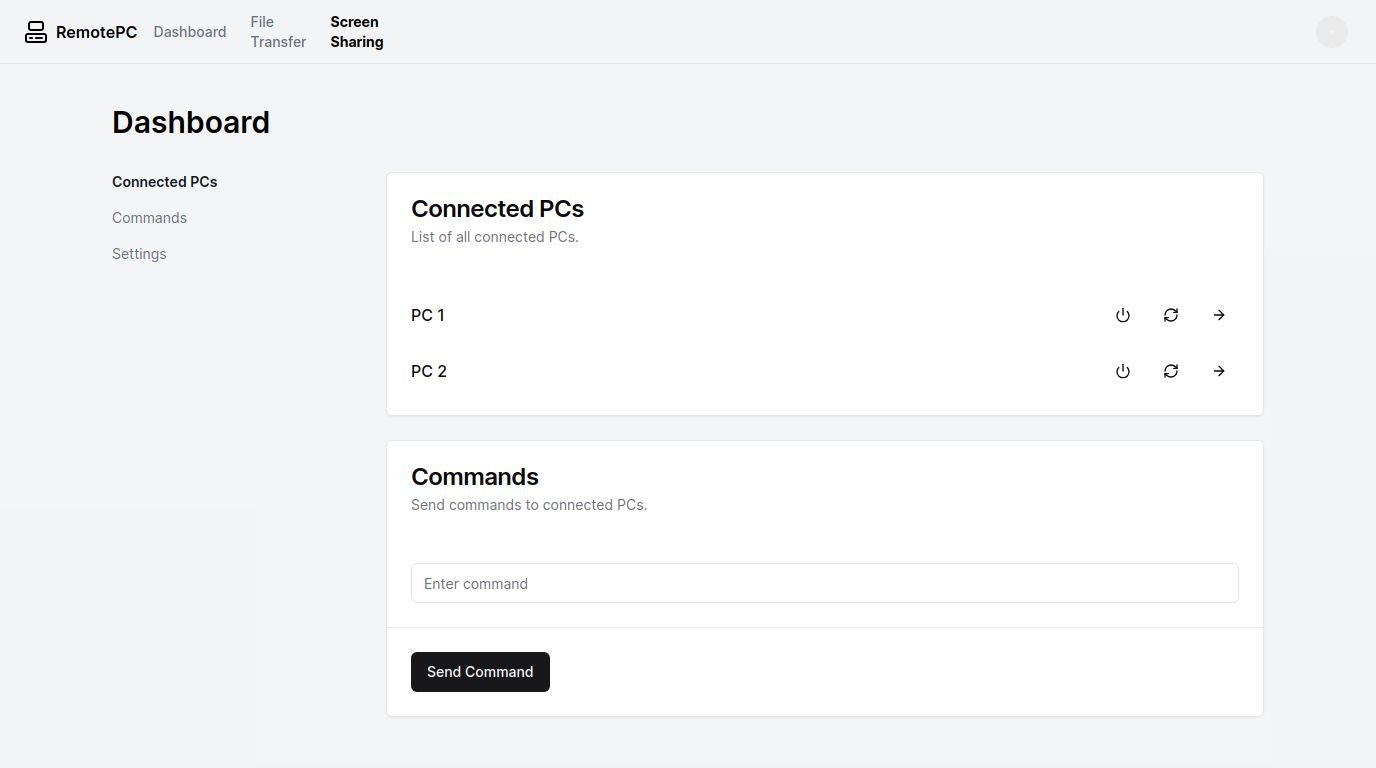 RemotePC
Dashboard
File
Transfer
Screen
Sharing
Dashboard
Connected PCs
Commands
Settings
Connected PCs
List of all connected PCs.
PC 1
PC 2
Commands
Send commands to connected PCs.
Enter command
Send Command